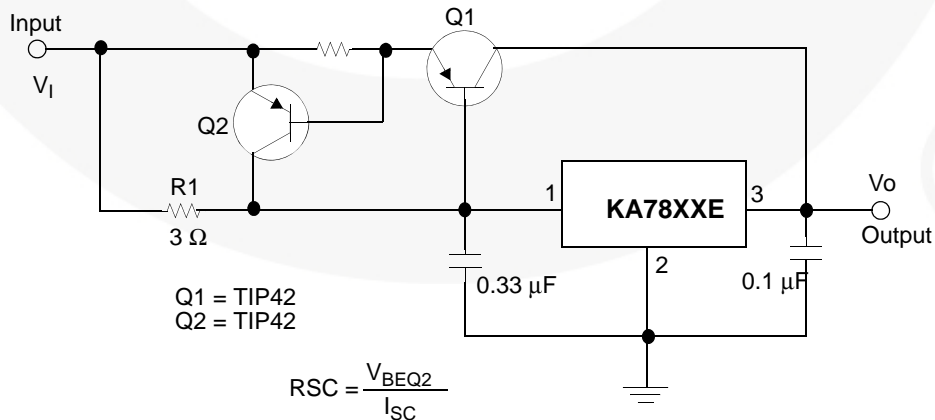 Input
Q1
V_I
Q2
R1
3 Ω
1
KA78XXE
3
Vo
Output
2
0.33 μF
0.1 μF
Q1 = TIP42
Q2 = TIP42
RSC = V_BEQ2
I_SC